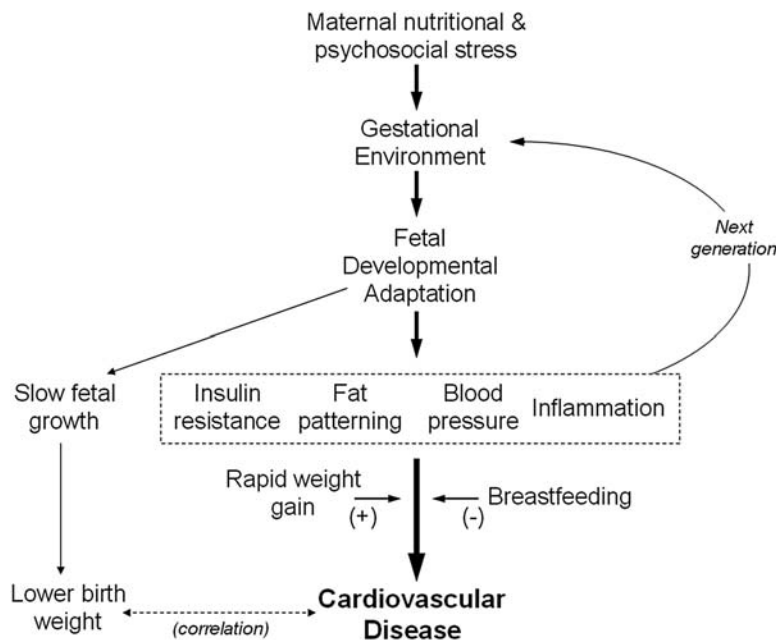 Maternal nutritional &
psychosocial stress
Gestational
Environment
Next
generation
Fetal
Developmental
Adaptation
Slow fetal
growth
Insulin
resistance
Fat
patterning
Blood
pressure
Inflammation
Rapid weight
gain
(+)
Breastfeeding
(-)
Lower birth
weight
(correlation)
Cardiovascular
Disease